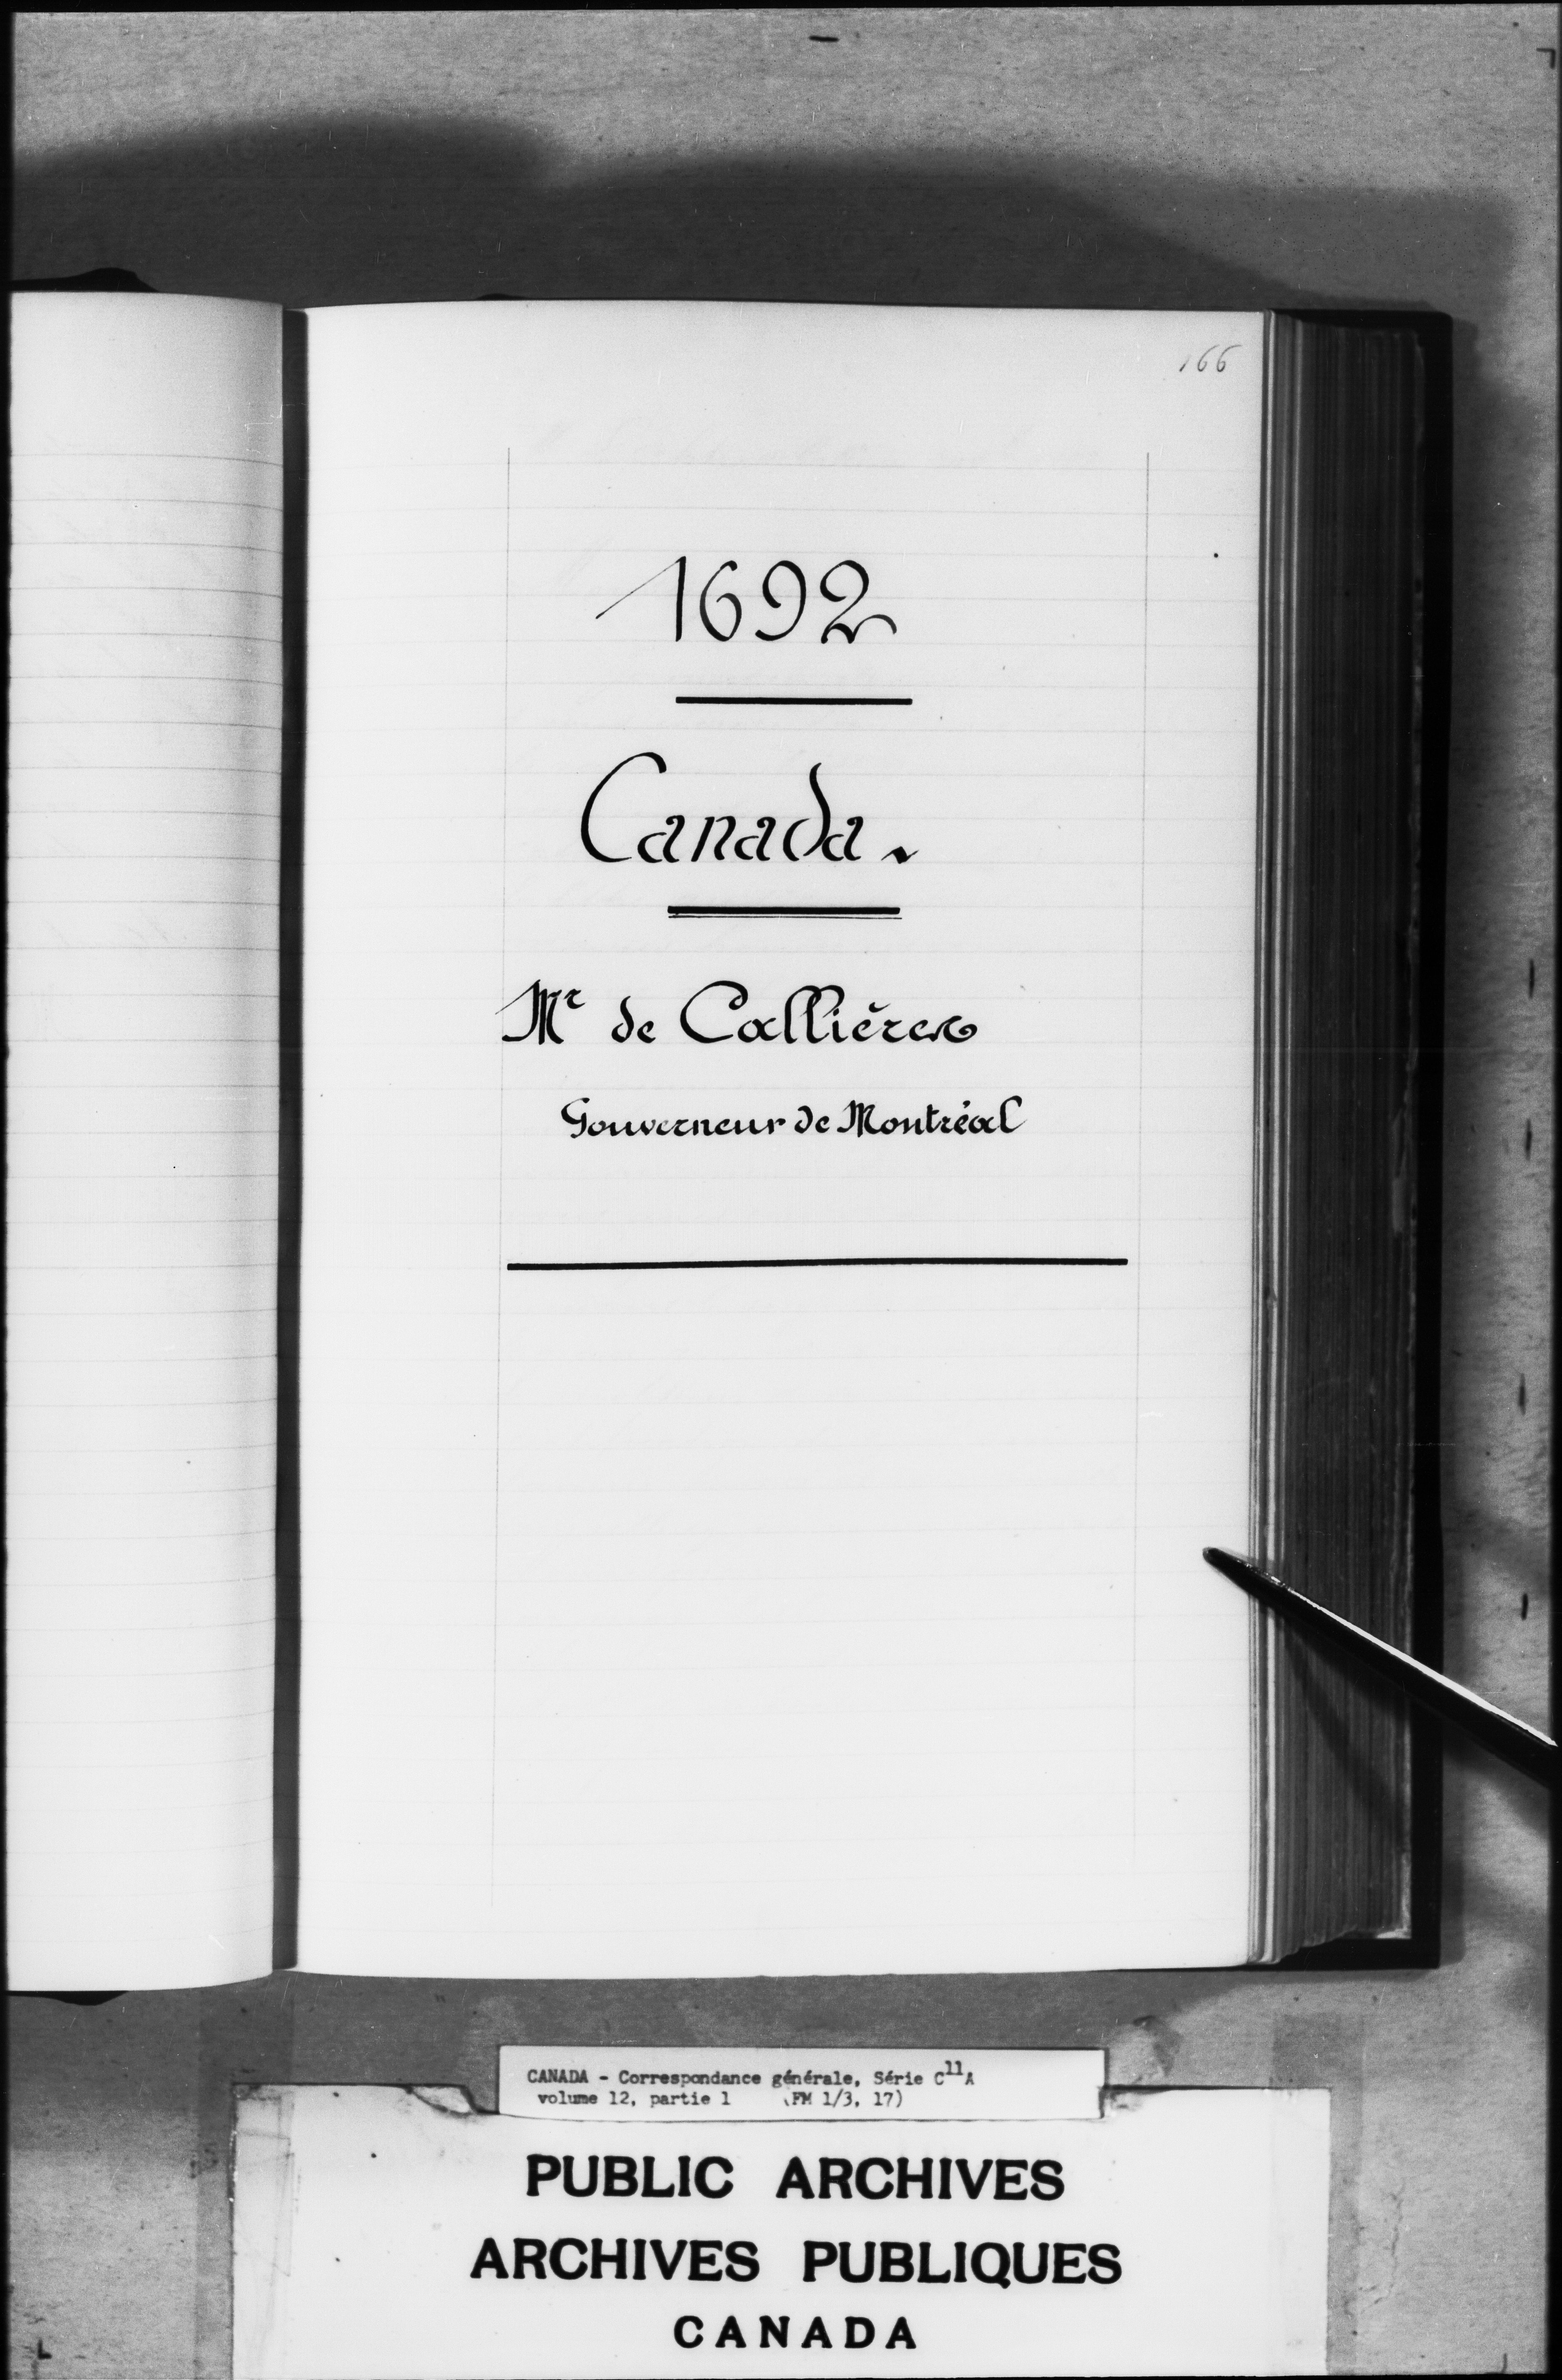 166
1692
Canada.
Mr de Callières
Gouverneur de Montréal
CANADA - Correspondance générale, Série C11A
volume 12, partie 1 (FM 1/3, 17)
PUBLIC ARCHIVES
ARCHIVES PUBLIQUES
CANADA